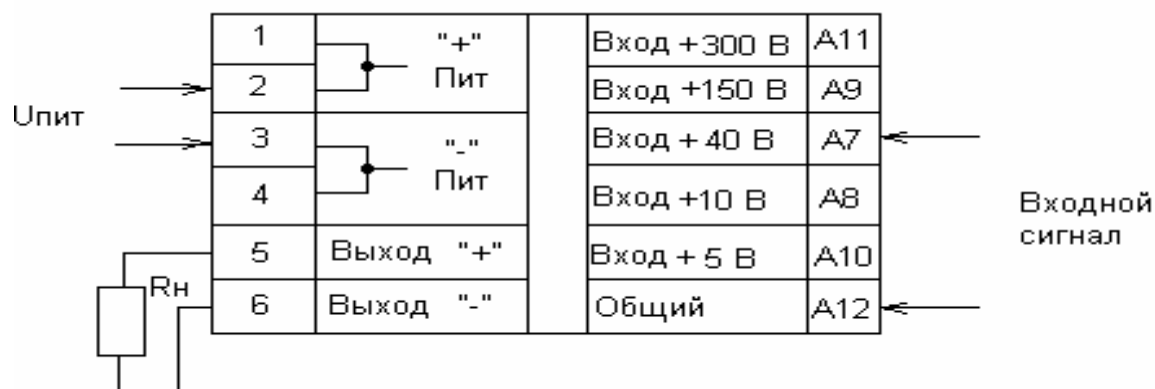 1 "+" Вход +300 В А11
2 Пит Вход +150 В А9
Uпит
3 "-" Вход + 40 В А7
4 Пит Вход +10 В А8
Входной
сигнал
5 Выход "+" Вход + 5 В А10
Rн
6 Выход "-" Общий А12